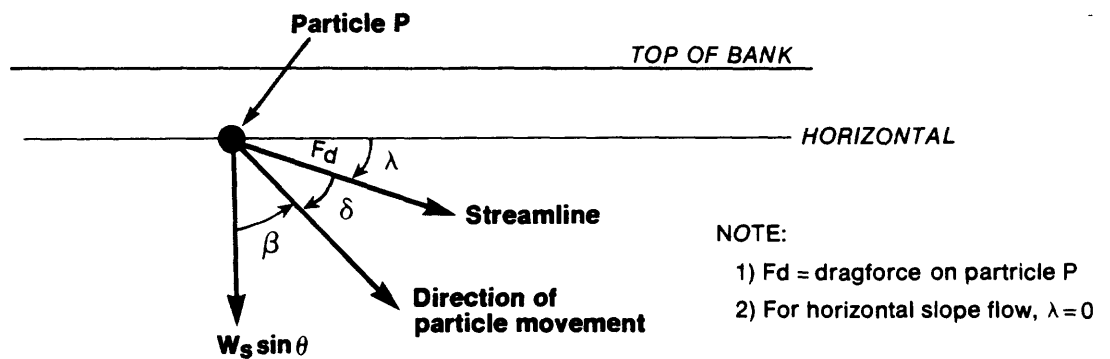 Particle P
TOP OF BANK
HORIZONTAL
Fd
λ
Streamline
δ
β
NOTE:
1) Fd = dragforce on partricle P
2) For horizontal slope flow, λ=0
Direction of
particle movement
Ws sin θ